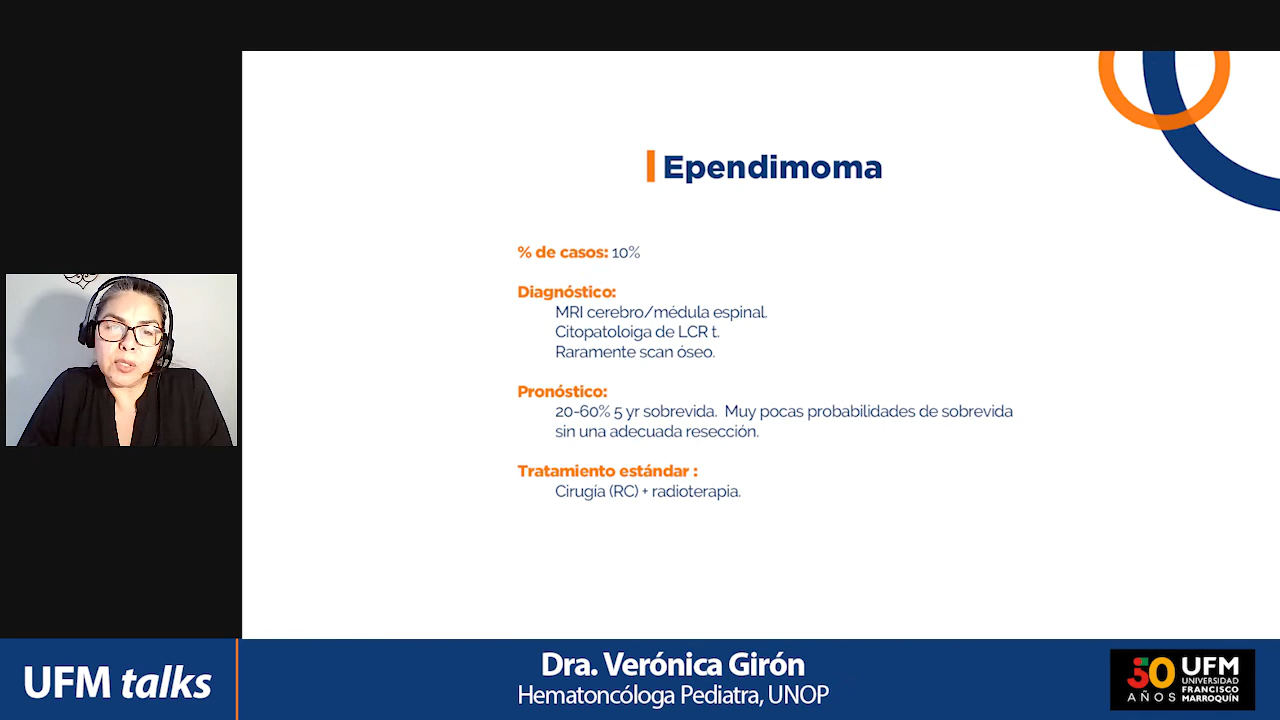 Ependimoma
% de casos: 10%
Diagnóstico:
MRI cerebro/médula espinal.
Citopatoloiga de LCR t.
Raramente scan óseo.
Pronóstico:
20-60% 5 yr sobrevida. Muy pocas probabilidades de sobrevida
sin una adecuada resección.
Tratamiento estándar :
Cirugía (RC) + radioterapia.
UFM talks
Dra. Verónica Girón
Hematoncóloga Pediatra, UNOP
50 AÑOS
UFM
UNIVERSIDAD
FRANCISCO
MARROQUÍN